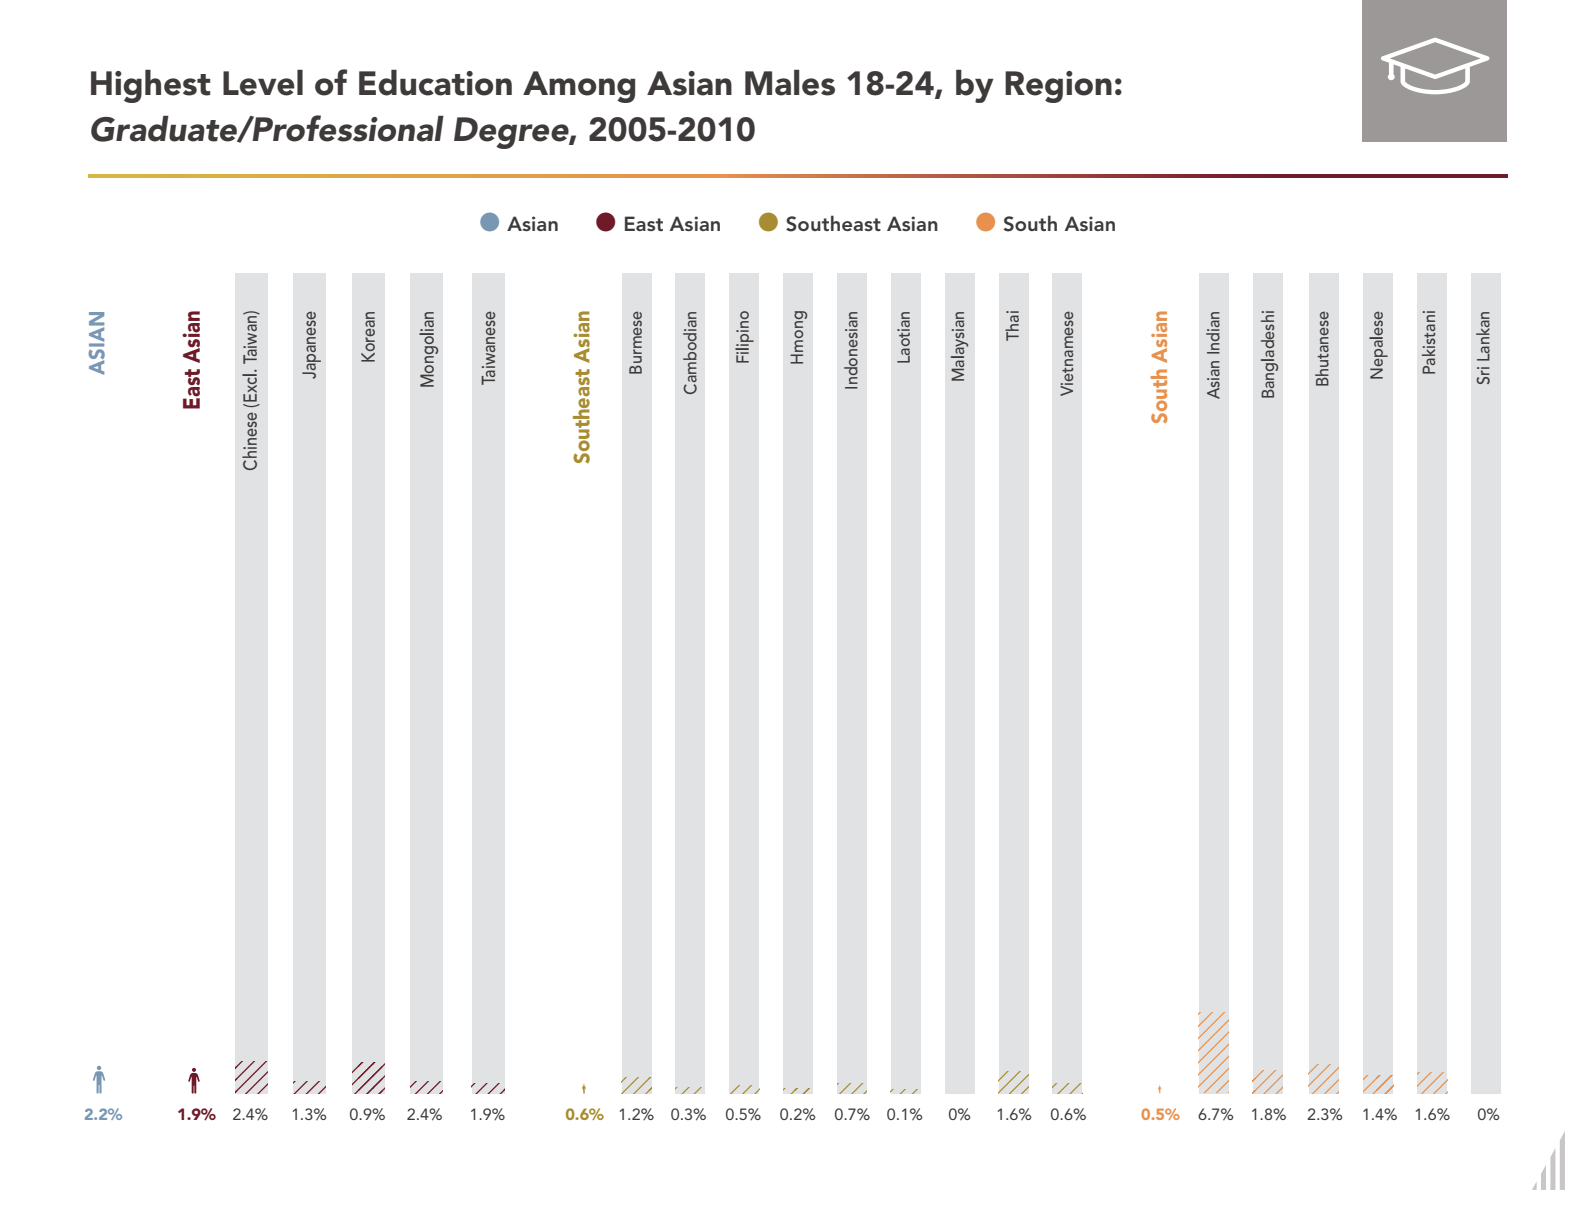 Highest Level of Education Among Asian Males 18-24, by Region:
Graduate/Professional Degree, 2005-2010
Asian
East Asian
Southeast Asian
South Asian
ASIAN
East Asian
Chinese (Excl. Taiwan)
Japanese
Korean
Mongolian
Taiwanese
Southeast Asian
Burmese
Cambodian
Filipino
Hmong
Indonesian
Laotian
Malaysian
Thai
Vietnamese
South Asian
Asian Indian
Bangladeshi
Bhutanese
Nepalese
Pakistani
Sri Lankan
2.2%
1.9%
2.4%
1.3%
0.9%
2.4%
1.9%
0.6%
1.2%
0.3%
0.5%
0.2%
0.7%
0.1%
0%
1.6%
0.6%
0.5%
6.7%
1.8%
2.3%
1.4%
1.6%
0%